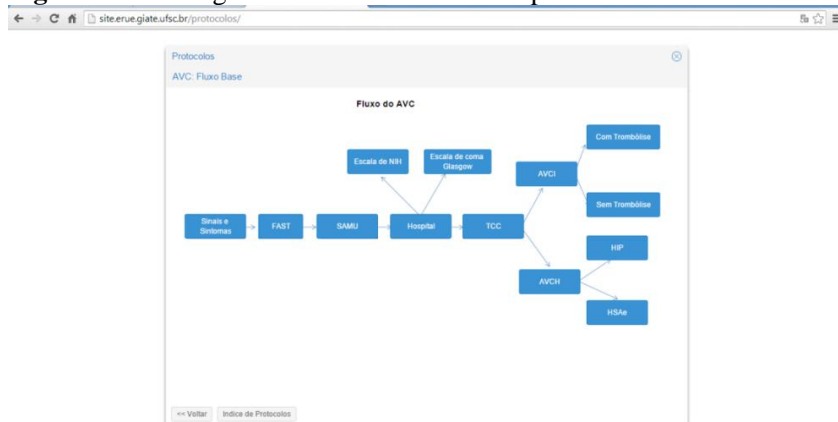 site.erue.giate.ufsc.br/protocolos/
Protocolos
AVC: Fluxo Base
Fluxo do AVC
Escala de NIH
Escala de coma
Glasgow
Com Trombólise
AVCI
Sem Trombólise
Sinais e
Sintomas
FAST
SAMU
Hospital
TCC
HIP
AVCH
HSAe
<< Voltar
Indice de Protocolos